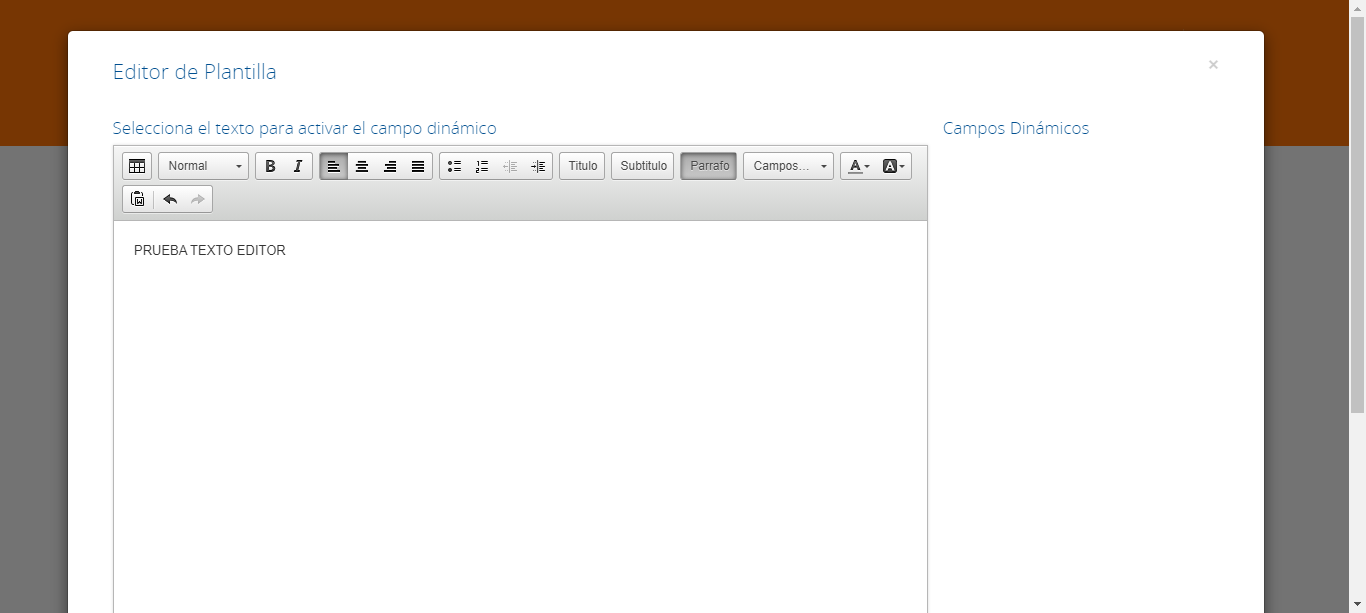 Editor de Plantilla
×
Selecciona el texto para activar el campo dinámico
Campos Dinámicos
Normal B I Titulo Subtitulo Parrafo Campos... A A
PRUEBA TEXTO EDITOR